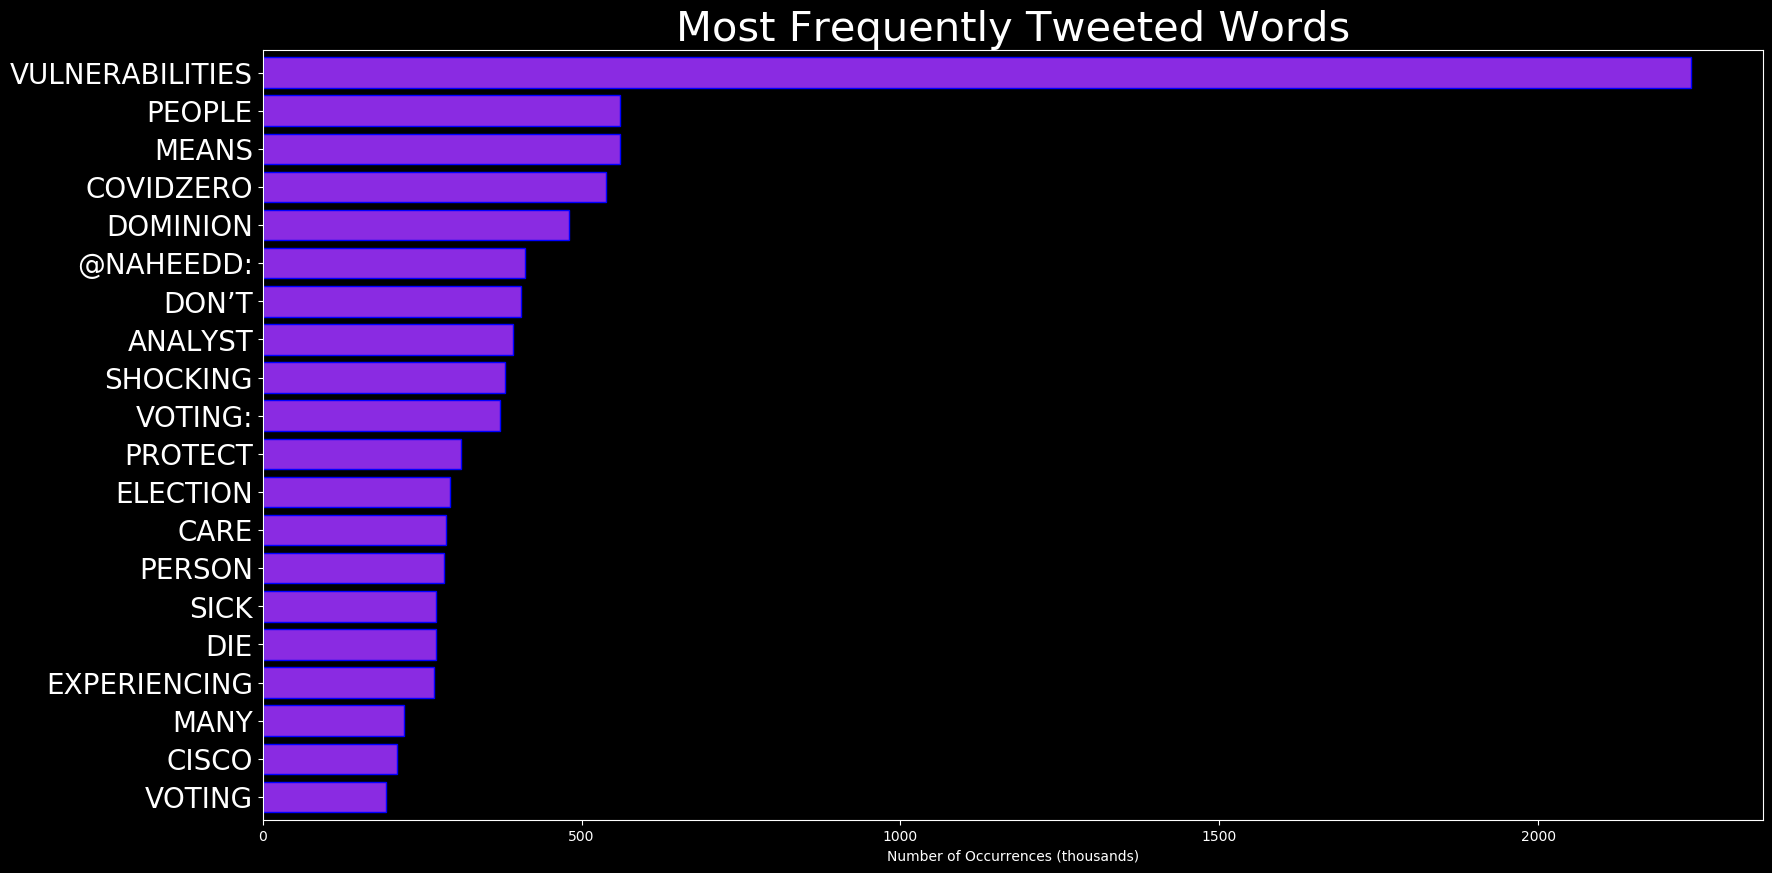 Most Frequently Tweeted Words
VULNERABILITIES
PEOPLE
MEANS
COVIDZERO
DOMINION
@NAHEEDD:
DON’T
ANALYST
SHOCKING
VOTING:
PROTECT
ELECTION
CARE
PERSON
SICK
DIE
EXPERIENCING
MANY
CISCO
VOTING
0 500 1000 1500 2000
Number of Occurrences (thousands)